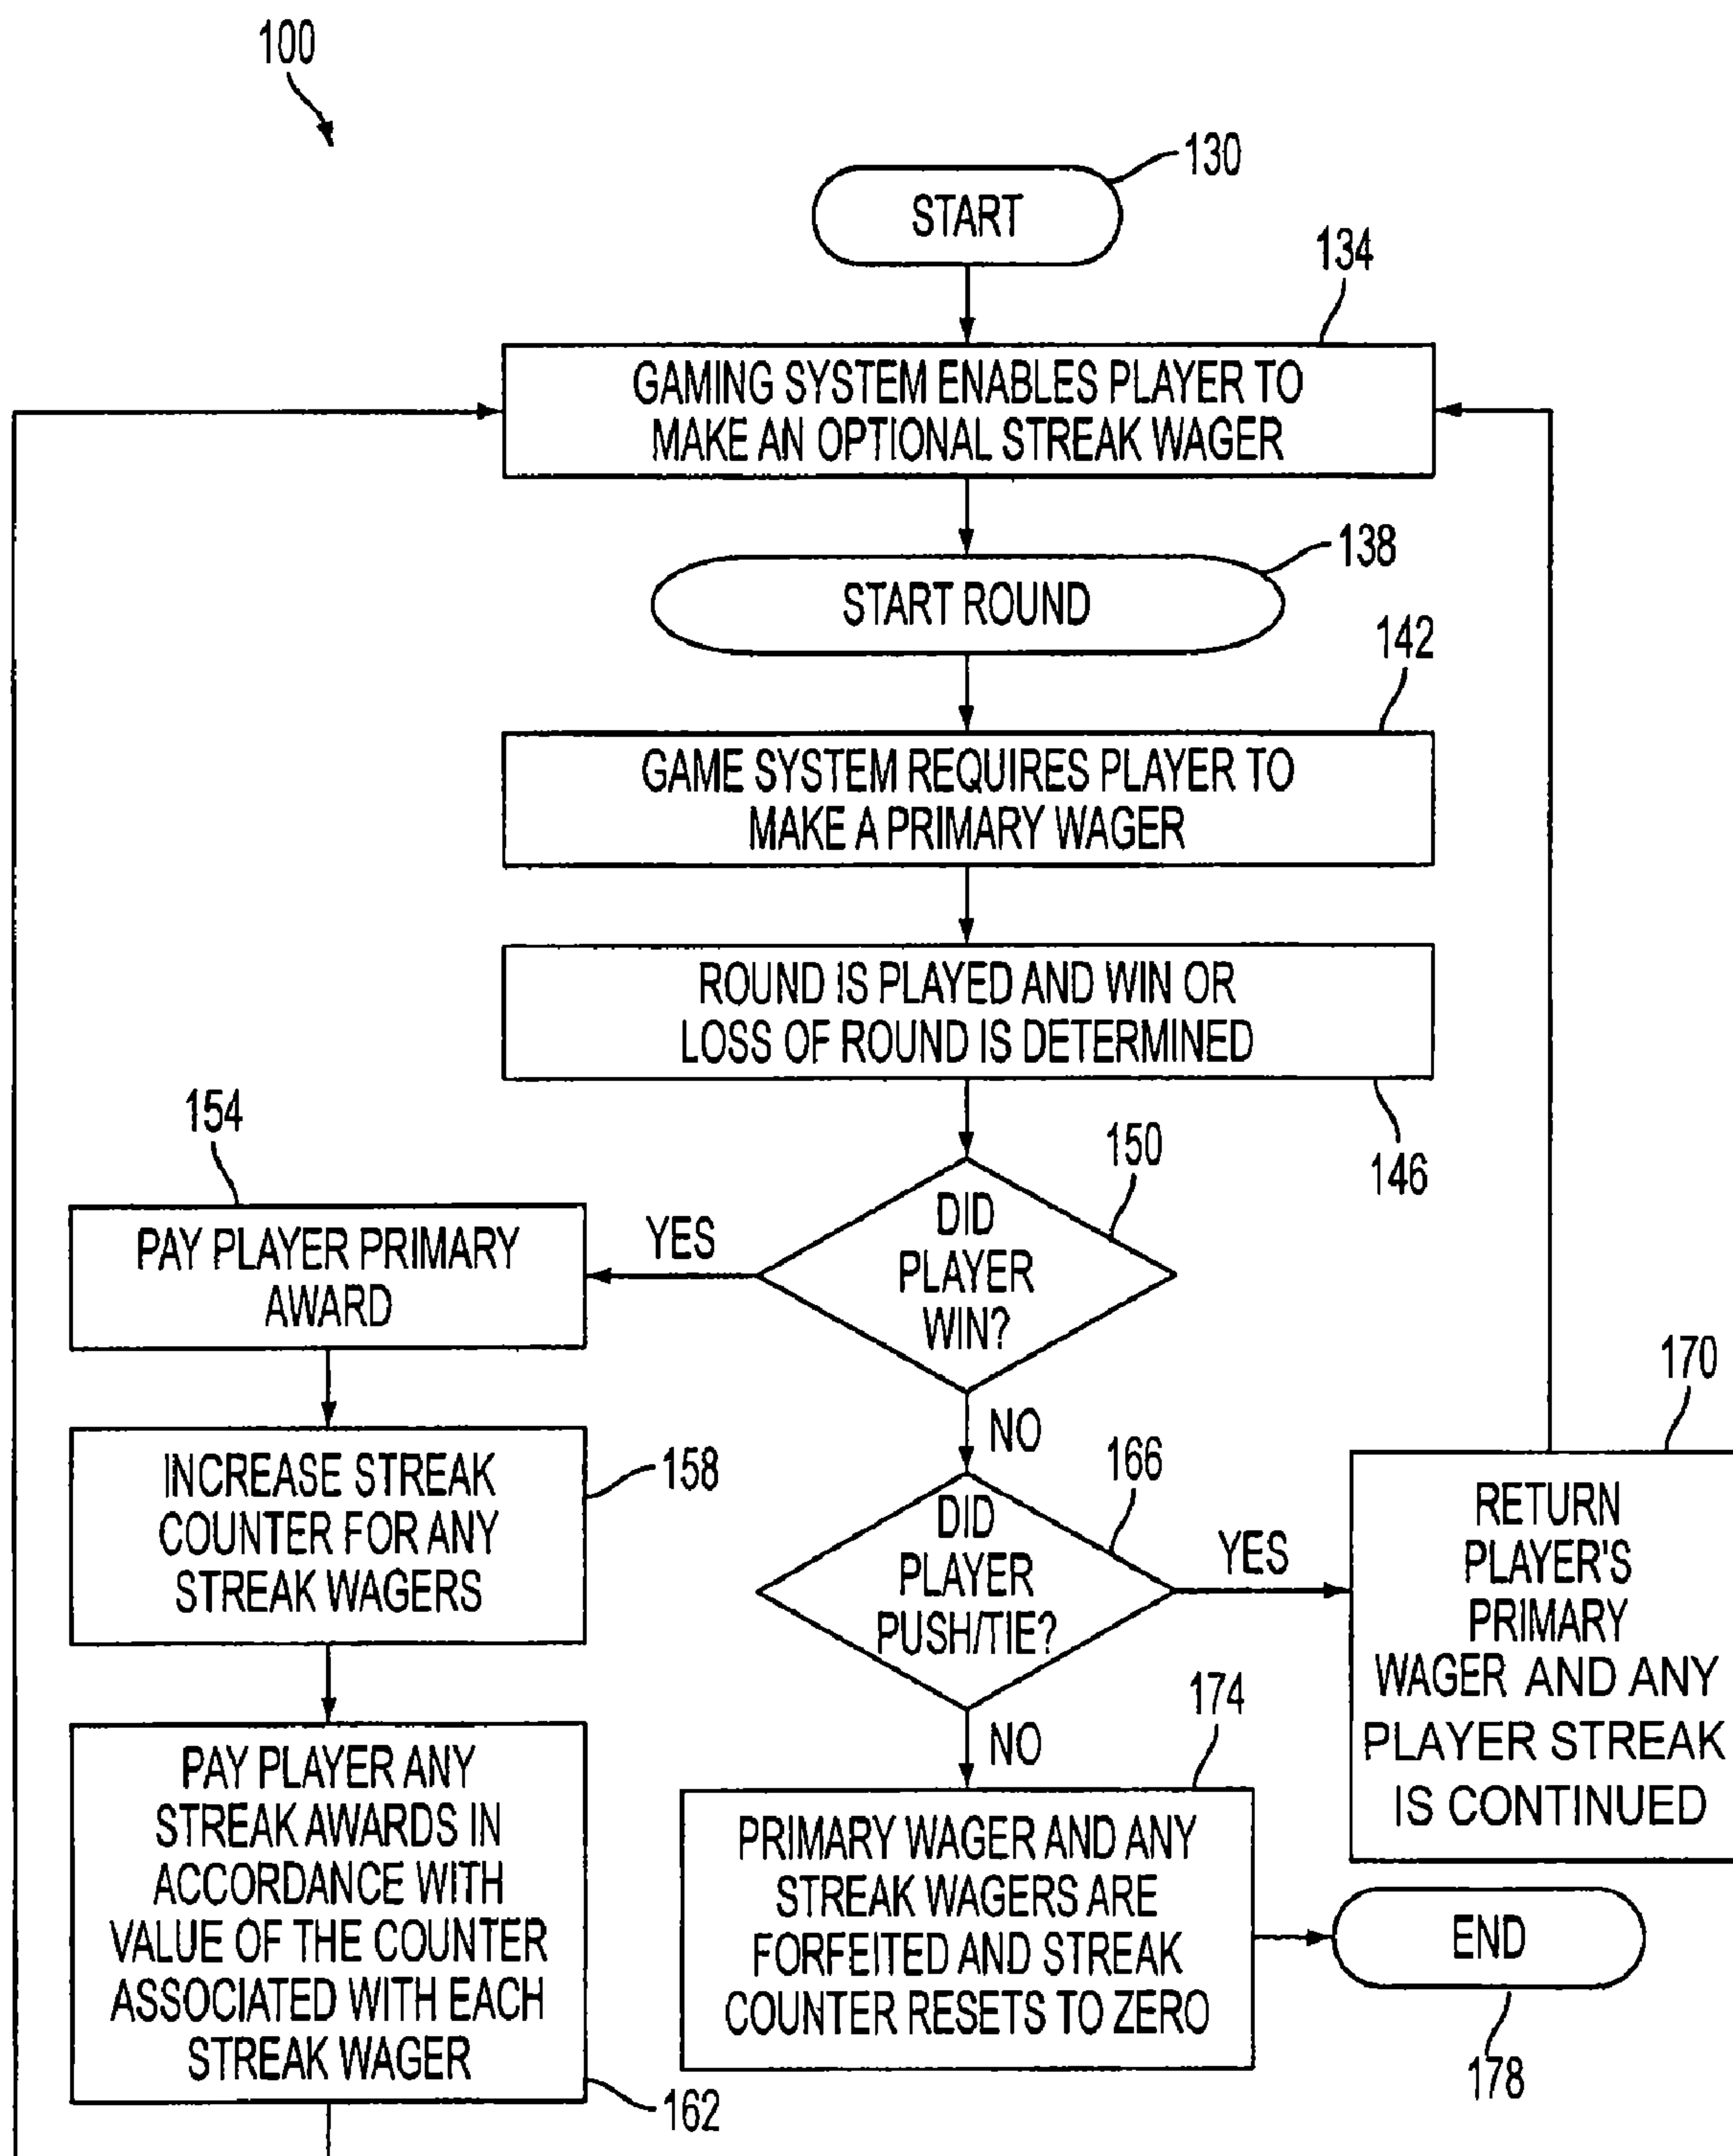 100
130
START
134
GAMING SYSTEM ENABLES PLAYER TO
MAKE AN OPTIONAL STREAK WAGER
138
START ROUND
142
GAME SYSTEM REQUIRES PLAYER TO
MAKE A PRIMARY WAGER
ROUND IS PLAYED AND WIN OR
LOSS OF ROUND IS DETERMINED
146
150
DID
PLAYER
WIN?
YES
154
PAY PLAYER PRIMARY
AWARD
INCREASE STREAK
COUNTER FOR ANY
STREAK WAGERS
158
PAY PLAYER ANY
STREAK AWARDS IN
ACCORDANCE WITH
VALUE OF THE COUNTER
ASSOCIATED WITH EACH
STREAK WAGER
162
NO
166
DID
PLAYER
PUSH/TIE?
YES
170
RETURN
PLAYER'S
PRIMARY
WAGER AND ANY
PLAYER STREAK
IS CONTINUED
NO
174
PRIMARY WAGER AND ANY
STREAK WAGERS ARE
FORFEITED AND STREAK
COUNTER RESETS TO ZERO
END
178